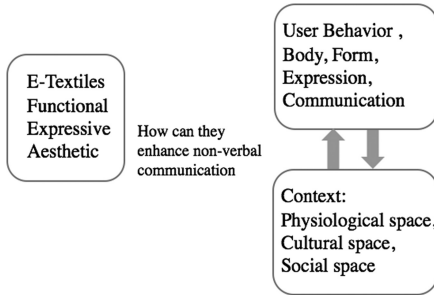 E-Textiles
Functional
Expressive
Aesthetic
How can they
enhance non-verbal
communication
User Behavior ,
Body, Form,
Expression,
Communication
Context:
Physiological space,
Cultural space,
Social space